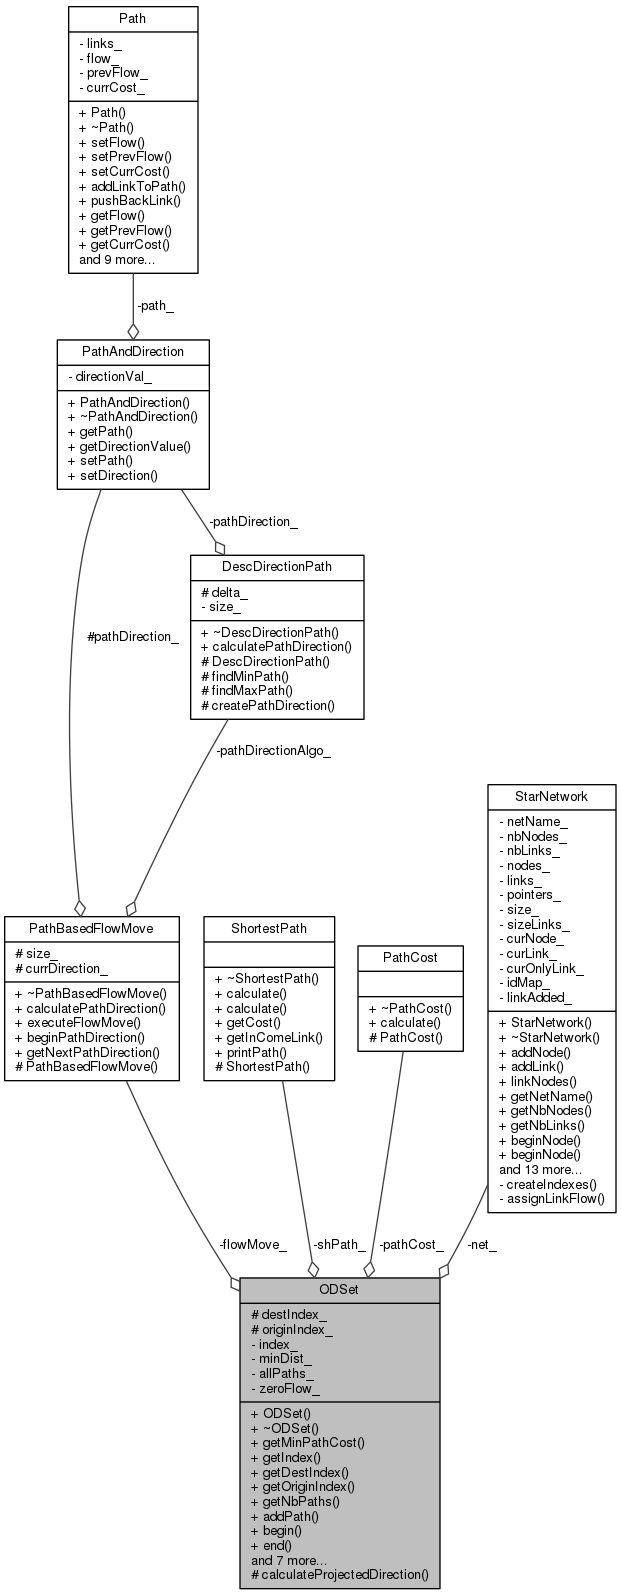 Path
- links_
- flow_
- prevFlow_
- currCost_
+ Path()
+ ~Path()
+ setFlow()
+ setPrevFlow()
+ setCurrCost()
+ addLinkToPath()
+ pushBackLink()
+ getFlow()
+ getPrevFlow()
+ getCurrCost()
and 9 more...
-path_
PathAndDirection
- directionVal_
+ PathAndDirection()
+ ~PathAndDirection()
+ getPath()
+ getDirectionValue()
+ setPath()
+ setDirection()
-pathDirection_
DescDirectionPath
# delta_
- size_
+ ~DescDirectionPath()
+ calculatePathDirection()
# DescDirectionPath()
# findMinPath()
# findMaxPath()
# createPathDirection()
#pathDirection_
-pathDirectionAlgo_
StarNetwork
- netName_
- nbNodes_
- nbLinks_
- nodes_
- links_
- pointers_
- size_
- sizeLinks_
- curNode_
- curLink_
- curOnlyLink_
- idMap_
- linkAdded_
+ StarNetwork()
+ ~StarNetwork()
+ addNode()
+ addLink()
+ linkNodes()
+ getNetName()
+ getNbNodes()
+ getNbLinks()
+ beginNode()
+ beginNode()
and 13 more...
- createIndexes()
- assignLinkFlow()
PathBasedFlowMove
# size_
# currDirection_
+ ~PathBasedFlowMove()
+ calculatePathDirection()
+ executeFlowMove()
+ beginPathDirection()
+ getNextPathDirection()
# PathBasedFlowMove()
ShortestPath
+ ~ShortestPath()
+ calculate()
+ calculate()
+ getCost()
+ getInComeLink()
+ printPath()
# ShortestPath()
PathCost
+ ~PathCost()
+ calculate()
# PathCost()
-flowMove_
-shPath_
-pathCost_
-net_
ODSet
# destIndex_
# originIndex_
- index_
- minDist_
- allPaths_
- zeroFlow_
+ ODSet()
+ ~ODSet()
+ getMinPathCost()
+ getIndex()
+ getDestIndex()
+ getOriginIndex()
+ getNbPaths()
+ addPath()
+ begin()
+ end()
and 7 more...
# calculateProjectedDirection()